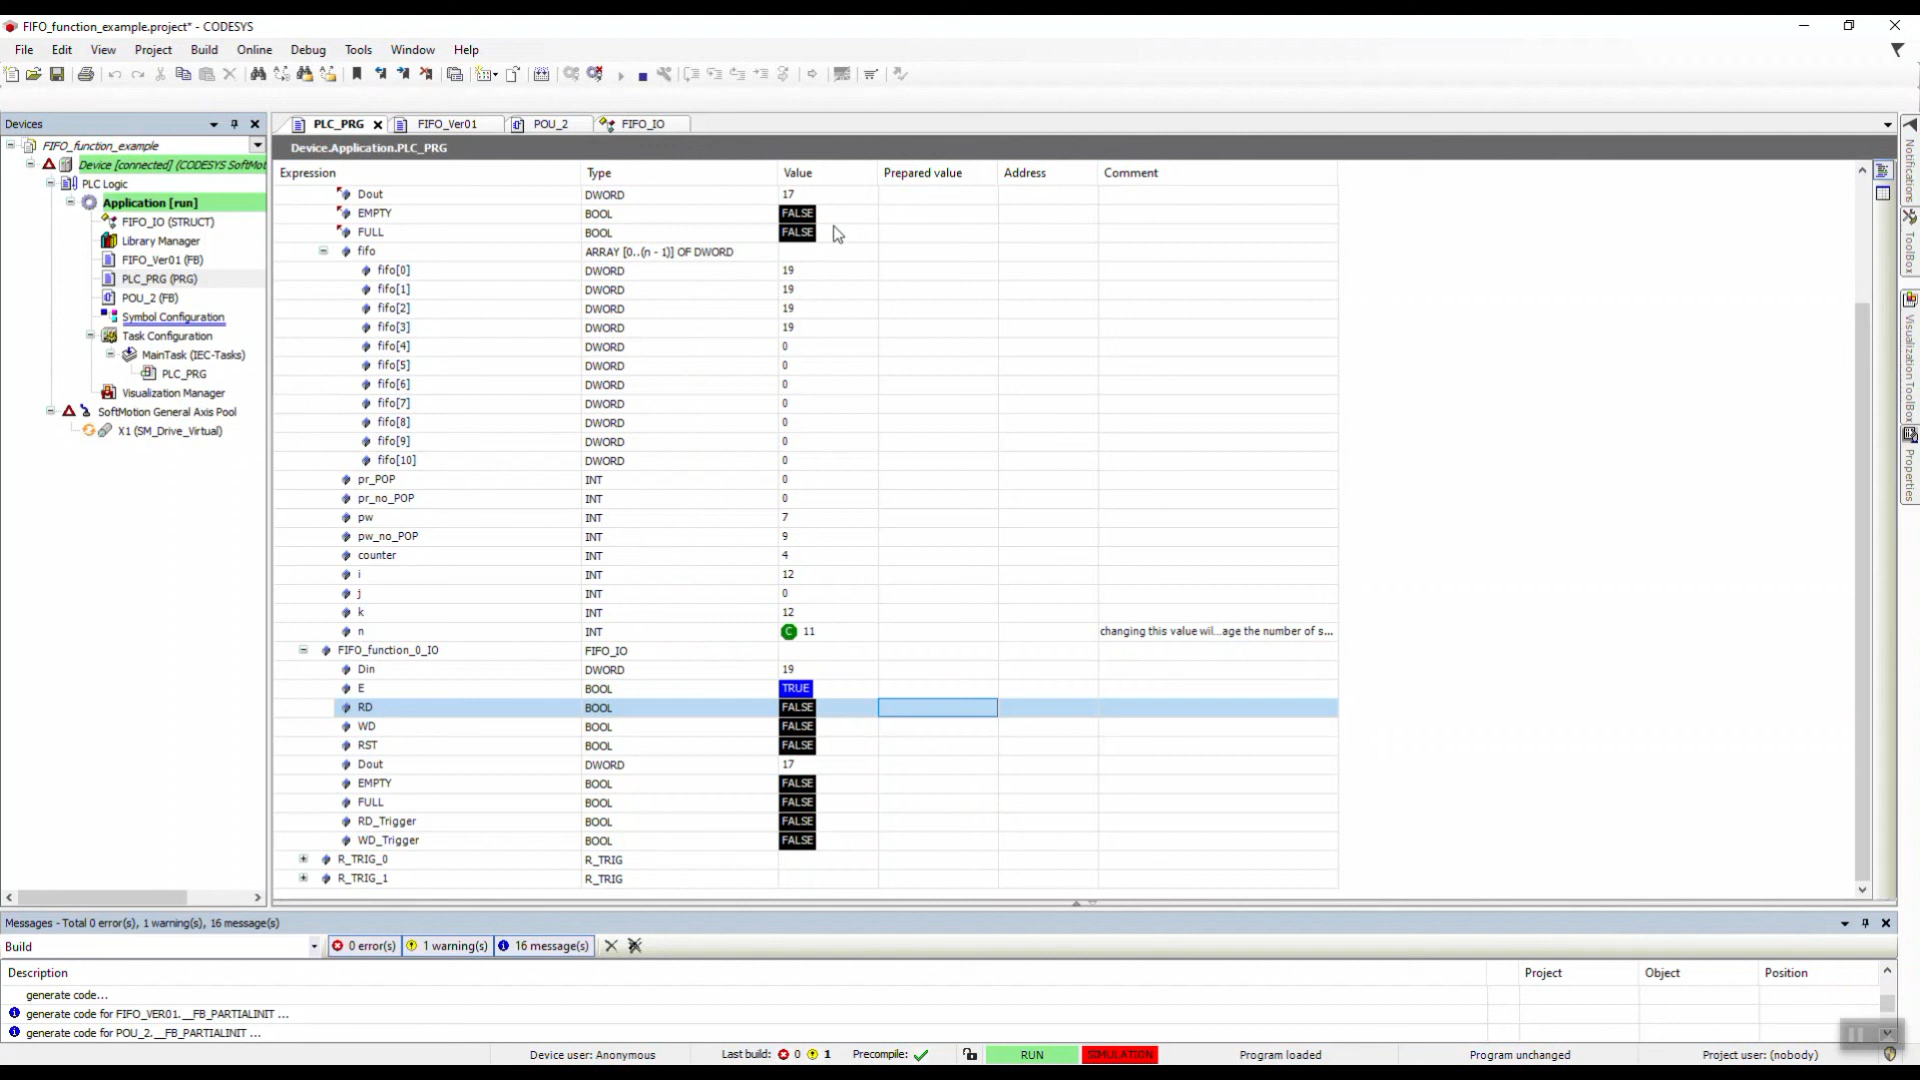 FIFO_function_example.project* - CODESYS
File Edit View Project Build Online Debug Tools Window Help
Devices
FIFO_function_example
Device [connected] (CODESYS SoftMot
PLC Logic
Application [run]
FIFO_IO (STRUCT)
Library Manager
FIFO_Ver01 (FB)
PLC_PRG (PRG)
POU_2 (FB)
Symbol Configuration
Task Configuration
MainTask (IEC-Tasks)
PLC_PRG
Visualization Manager
SoftMotion General Axis Pool
X1 (SM_Drive_Virtual)
PLC_PRG FIFO_Ver01 POU_2 FIFO_IO
Device.Application.PLC_PRG
Expression Type Value Prepared value Address Comment
Dout DWORD 17
EMPTY BOOL FALSE
FULL BOOL FALSE
fifo ARRAY [0..(n - 1)] OF DWORD
fifo[0] DWORD 19
fifo[1] DWORD 19
fifo[2] DWORD 19
fifo[3] DWORD 19
fifo[4] DWORD 0
fifo[5] DWORD 0
fifo[6] DWORD 0
fifo[7] DWORD 0
fifo[8] DWORD 0
fifo[9] DWORD 0
fifo[10] DWORD 0
pr_POP INT 0
pr_no_POP INT 0
pw INT 7
pw_no_POP INT 9
counter INT 4
i INT 12
j INT 0
k INT 12
n INT C 11 changing this value wil...age the number of s...
FIFO_function_0_IO FIFO_IO
Din DWORD 19
E BOOL TRUE
RD BOOL FALSE
WD BOOL FALSE
RST BOOL FALSE
Dout DWORD 17
EMPTY BOOL FALSE
FULL BOOL FALSE
RD_Trigger BOOL FALSE
WD_Trigger BOOL FALSE
R_TRIG_0 R_TRIG
R_TRIG_1 R_TRIG
Notifications
ToolBox
Visualization ToolBox
Properties
Messages - Total 0 error(s), 1 warning(s), 16 message(s)
Build 0 error(s) 1 warning(s) 16 message(s)
Description Project Object Position
generate code...
generate code for FIFO_VER01.__FB_PARTIALINIT ...
generate code for POU_2.__FB_PARTIALINIT ...
Device user: Anonymous Last build: 0 1 Precompile: RUN SIMULATION Program loaded Program unchanged Project user: (nobody)